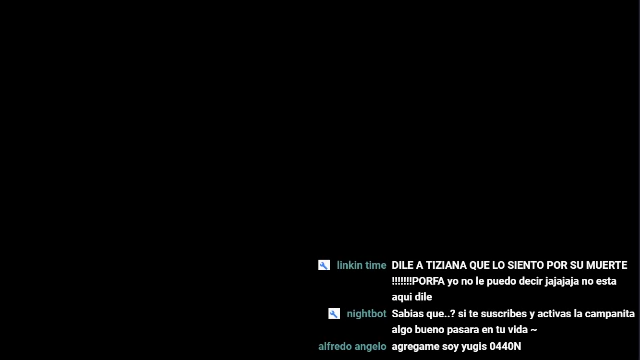 linkin time DILE A TIZIANA QUE LO SIENTO POR SU MUERTE
!!!!!!!PORFA yo no le puedo decir jajajaja no esta
aqui dile
nightbot Sabias que..? si te suscribes y activas la campanita
algo bueno pasara en tu vida ~
alfredo angelo agregame soy yugis 0440N